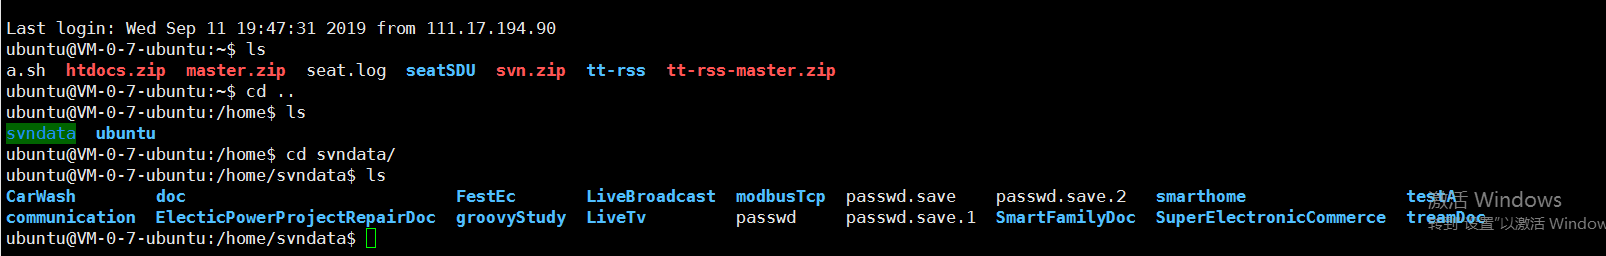 Last login: Wed Sep 11 19:47:31 2019 from 111.17.194.90
ubuntu@VM-0-7-ubuntu:~$ ls
a.sh  htdocs.zip  master.zip  seat.log  seatSDU  svn.zip  tt-rss  tt-rss-master.zip
ubuntu@VM-0-7-ubuntu:~$ cd ..
ubuntu@VM-0-7-ubuntu:/home$ ls
svndata  ubuntu
ubuntu@VM-0-7-ubuntu:/home$ cd svndata/
ubuntu@VM-0-7-ubuntu:/home/svndata$ ls
CarWash        doc                            FestEc       LiveBroadcast  modbusTcp  passwd.save    passwd.save.2   smarthome                testA
communication  ElecticPowerProjectRepairDoc  groovyStudy  LiveTv         passwd     passwd.save.1  SmartFamilyDoc  SuperElectronicCommerce  treamDoc
ubuntu@VM-0-7-ubuntu:/home/svndata$
激活 Windows
转到"设置"以激活 Window